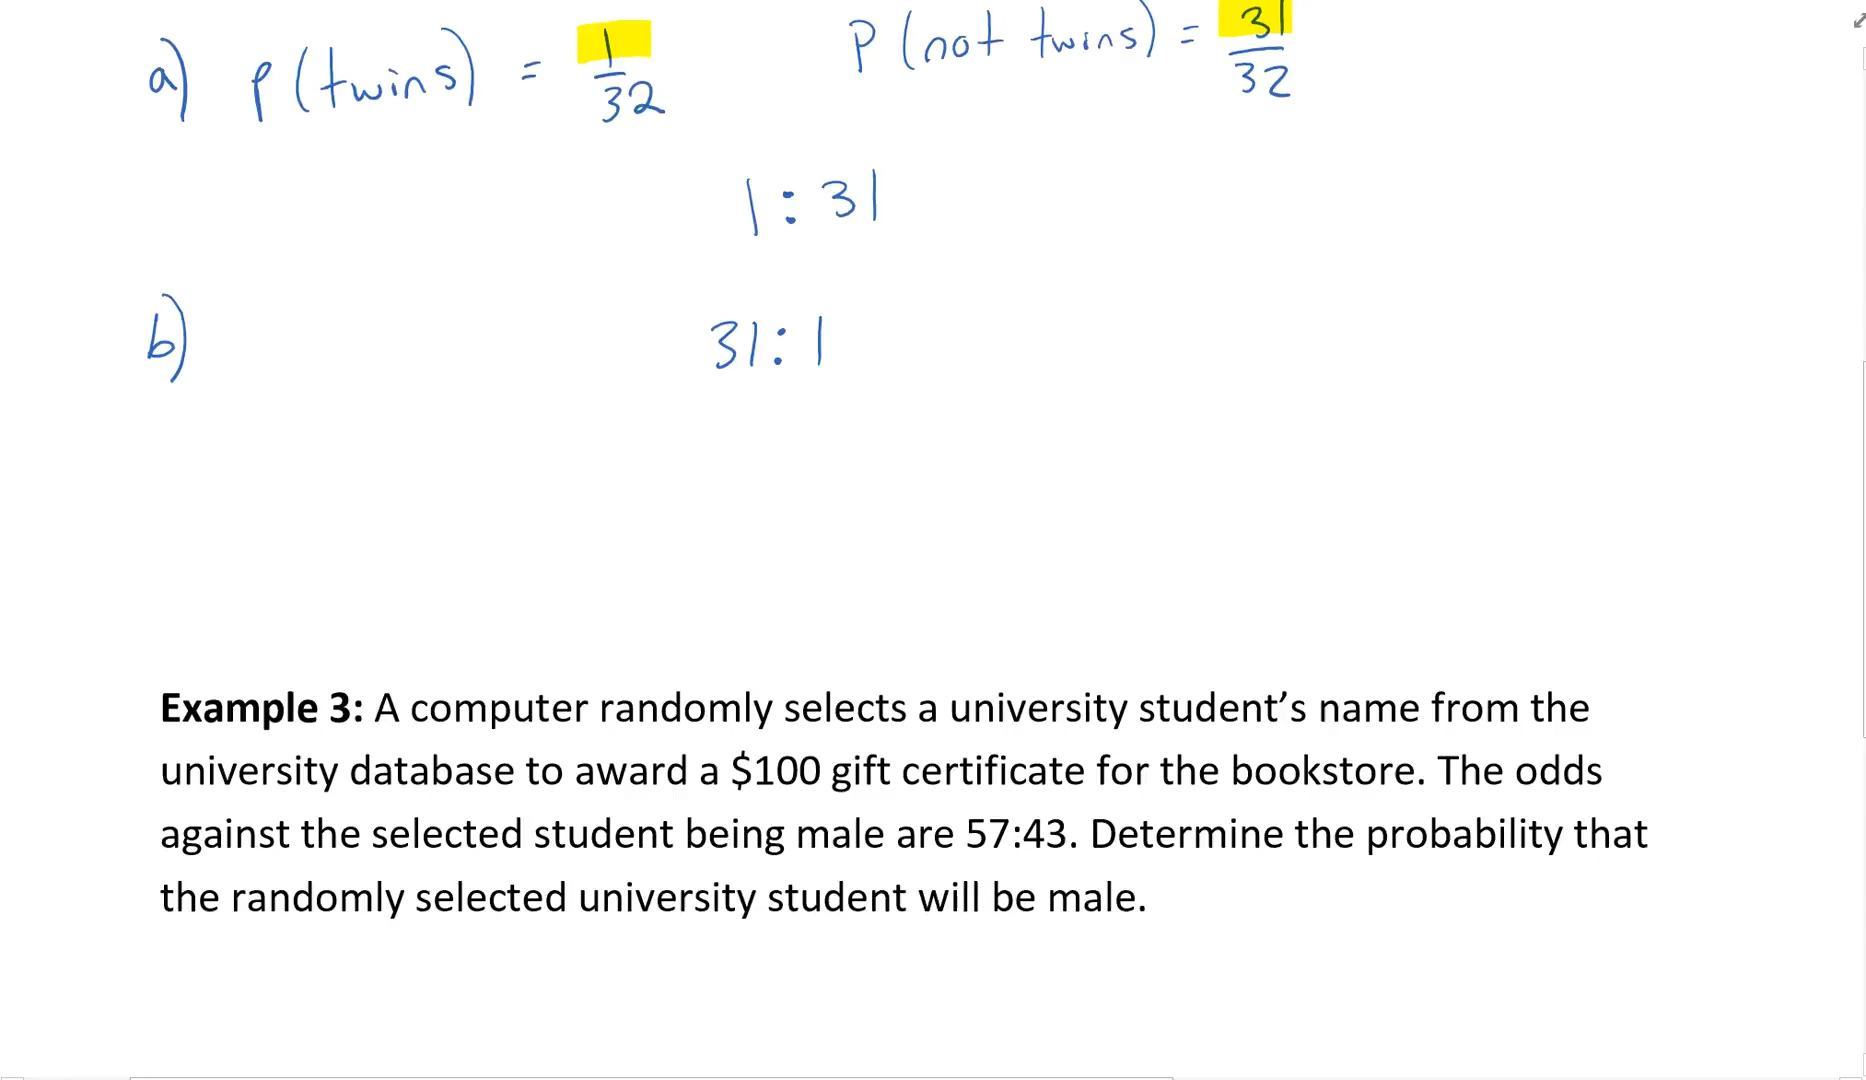 a) P(twins) = 1/32 P(not twins) = 31/32
1 : 31
b) 31 : 1
Example 3: A computer randomly selects a university student’s name from the
university database to award a $100 gift certificate for the bookstore. The odds
against the selected student being male are 57:43. Determine the probability that
the randomly selected university student will be male.